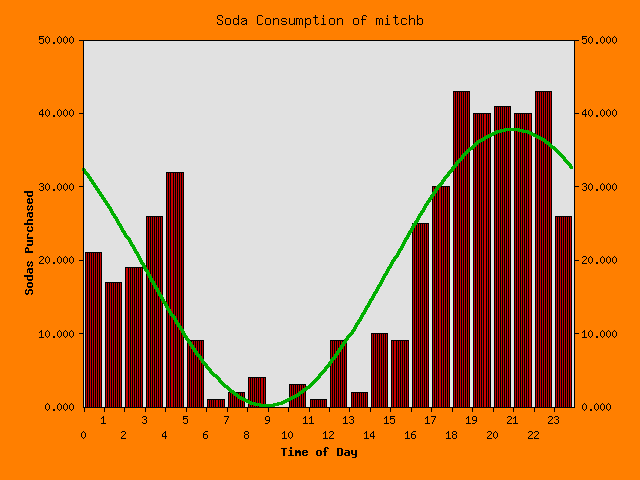 Soda Consumption of mitchb
50.000 50.000
40.000 40.000
30.000 30.000
20.000 20.000
10.000 10.000
0.000 0.000
Sodas Purchased
1 3 5 7 9 11 13 15 17 19 21 23
0 2 4 6 8 10 12 14 16 18 20 22
Time of Day